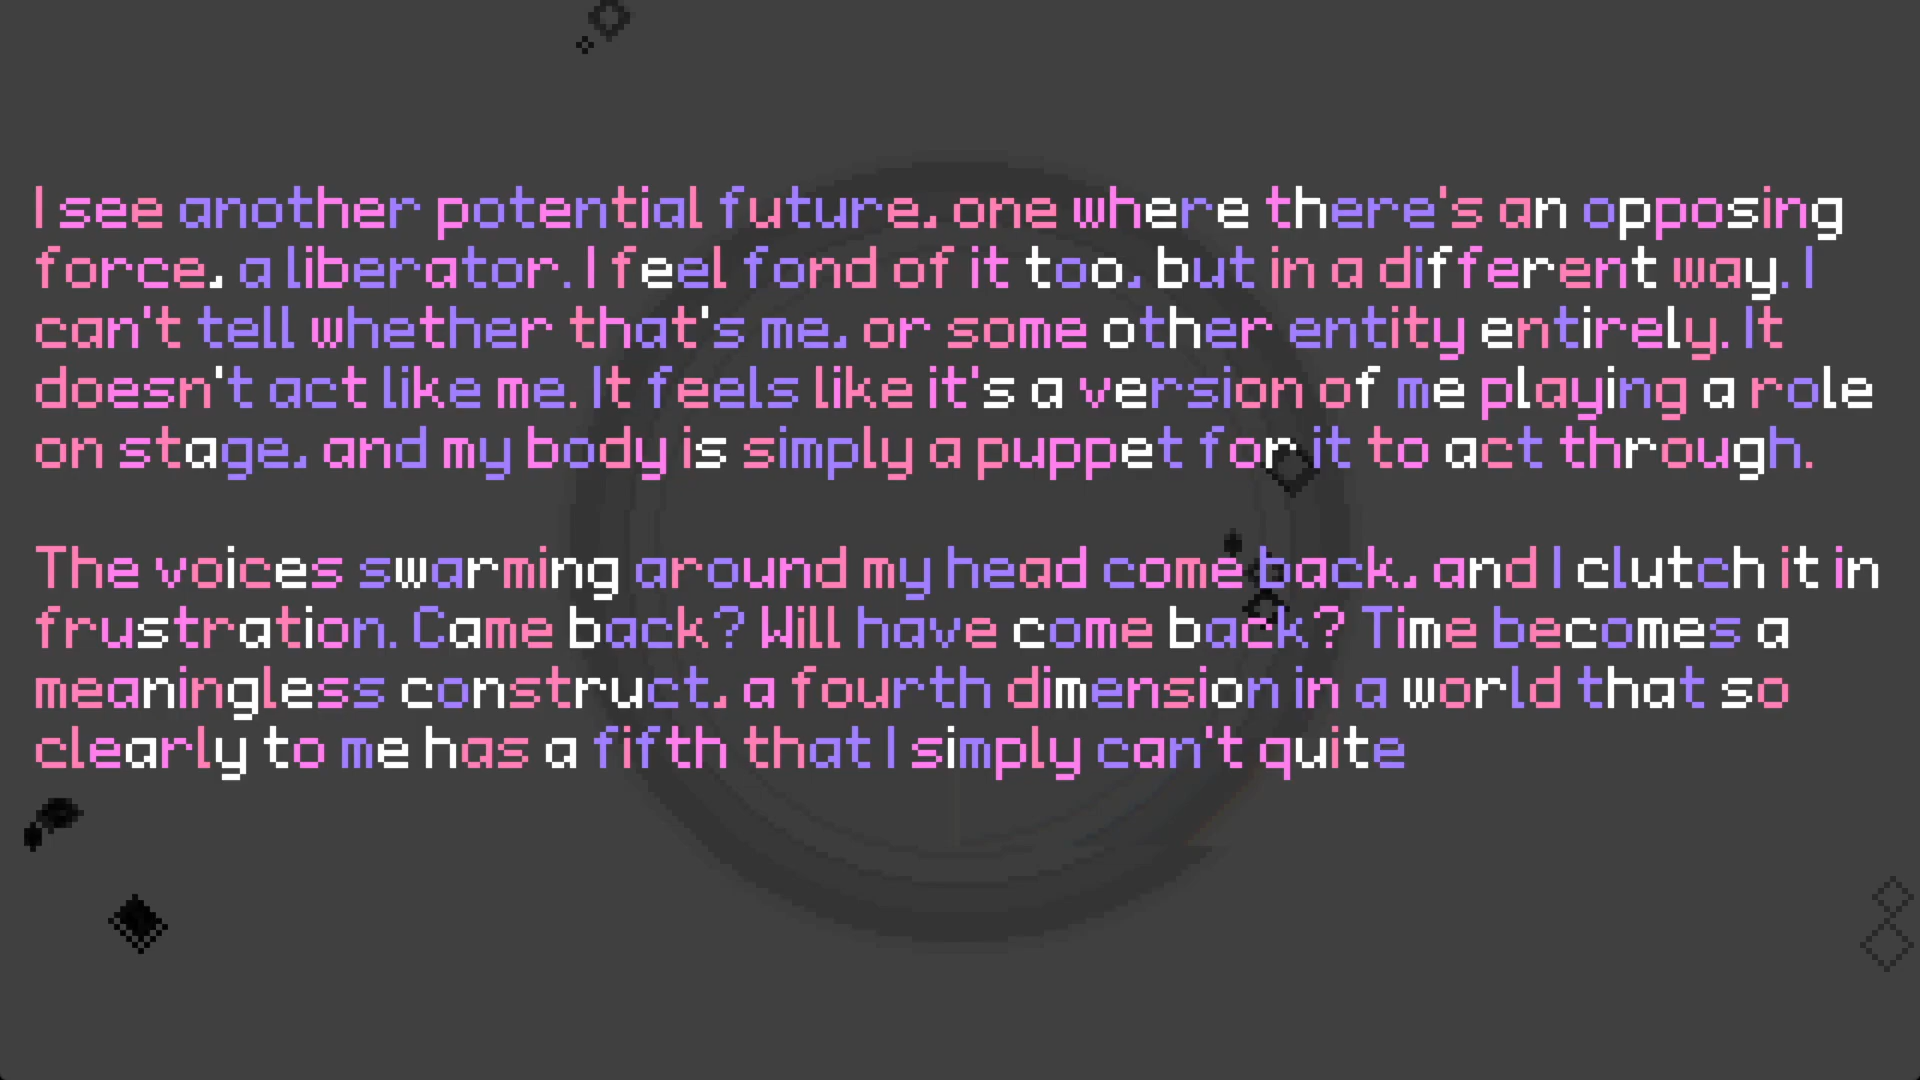 I see another potential future, one where there's an opposing
force, a liberator. I feel fond of it too, but in a different way. I
can't tell whether that's me, or some other entity entirely. It
doesn't act like me. It feels like it's a version of me playing a role
on stage, and my body is simply a puppet for it to act through.
The voices swarming around my head come back, and I clutch it in
frustration. Came back? Will have come back? Time becomes a
meaningless construct, a fourth dimension in a world that so
clearly to me has a fifth that I simply can't quite